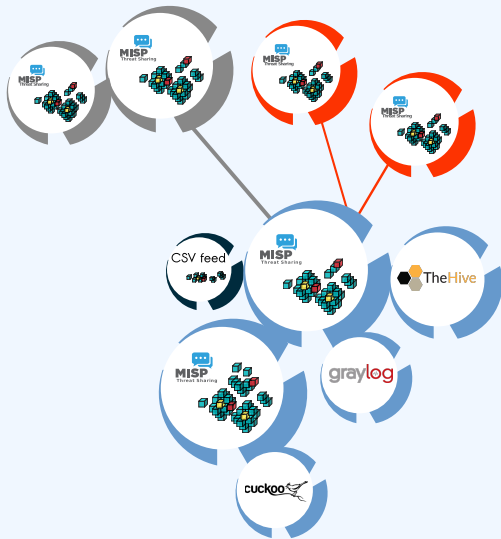 MISP
Threat Sharing
MISP
Threat Sharing
MISP
Threat Sharing
MISP
Threat Sharing
CSV feed
MISP
Threat Sharing
TheHive
MISP
Threat Sharing
graylog
cuckoo